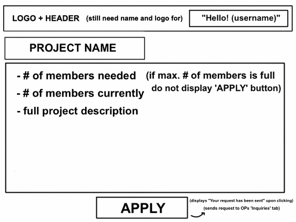 LOGO + HEADER (still need name and logo for) "Hello! (username)"
PROJECT NAME
- # of members needed (if max. # of members is full
- # of members currently do not display 'APPLY' button)
- full project description
(displays "Your request has been sent" upon clicking)
APPLY (sends request to OPs 'Inquiries' tab)